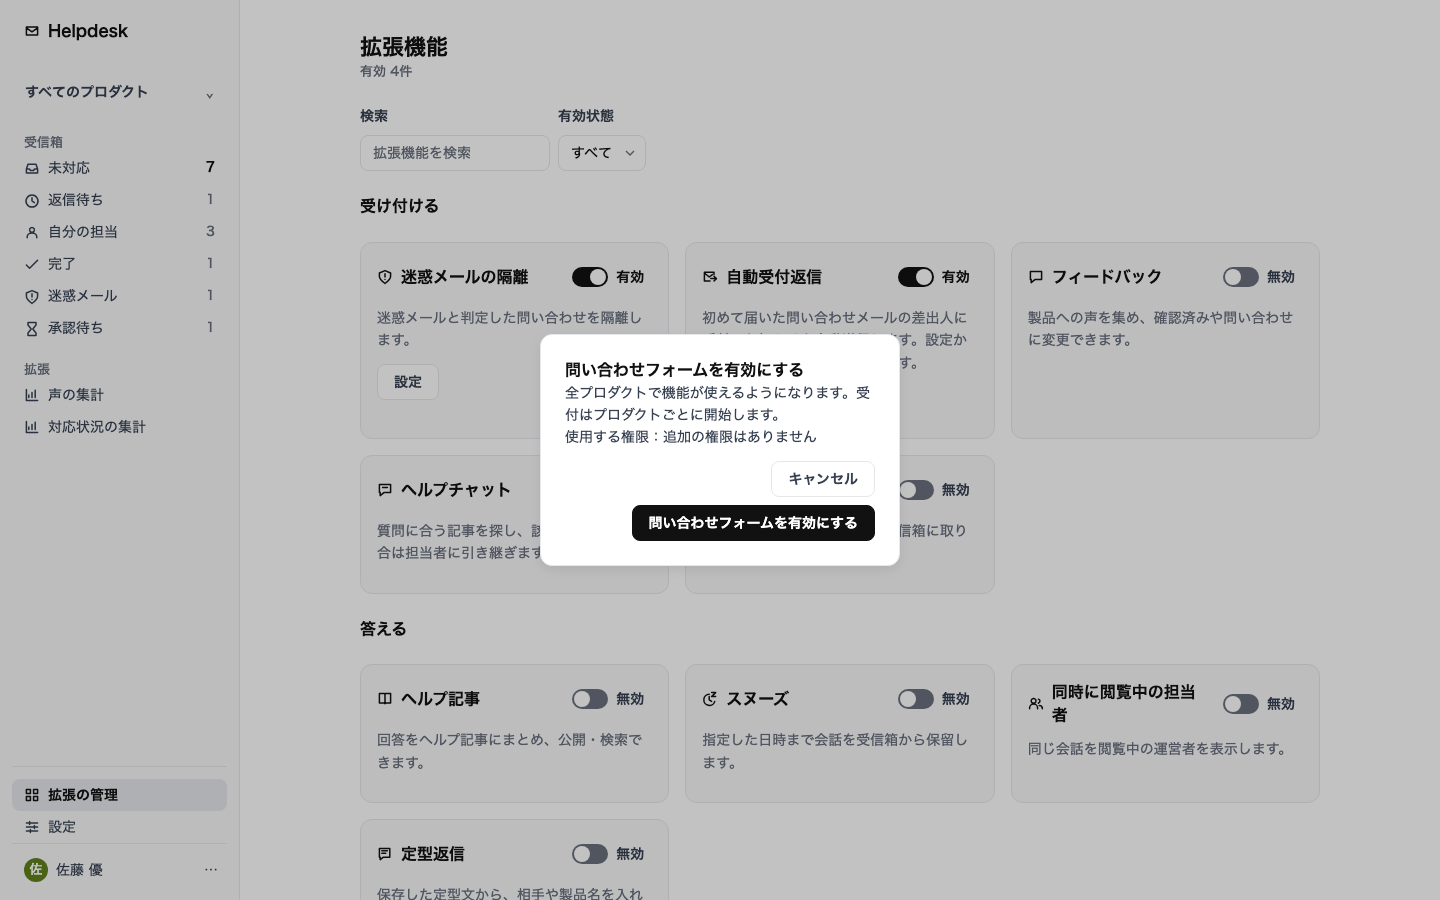 Helpdesk
すべてのプロダクト
受信箱
未対応 7
返信待ち 1
自分の担当 3
完了 1
迷惑メール 1
承認待ち 1
拡張
声の集計
対応状況の集計
拡張の管理
設定
佐 佐藤 優 …
拡張機能
有効 4件
検索 有効状態
拡張機能を検索 すべて
受け付ける
迷惑メールの隔離 有効
迷惑メールと判定した問い合わせを隔離し
ます。
設定
自動受付返信 有効
初めて届いた問い合わせメールの差出人に
す。設定か
す。
フィードバック 無効
製品への声を集め、確認済みや問い合わせ
に変更できます。
問い合わせフォームを有効にする
全プロダクトで機能が使えるようになります。受
付はプロダクトごとに開始します。
使用する権限：追加の権限はありません
キャンセル
問い合わせフォームを有効にする
ヘルプチャット
質問に合う記事を探し、
合は担当者に引き継ぎます
無効
信箱に取り
答える
ヘルプ記事 無効
回答をヘルプ記事にまとめ、公開・検索で
きます。
スヌーズ 無効
指定した日時まで会話を受信箱から保留し
ます。
同時に閲覧中の担当
者 無効
同じ会話を閲覧中の運営者を表示します。
定型返信 無効
保存した定型文から、相手や製品名を入れ